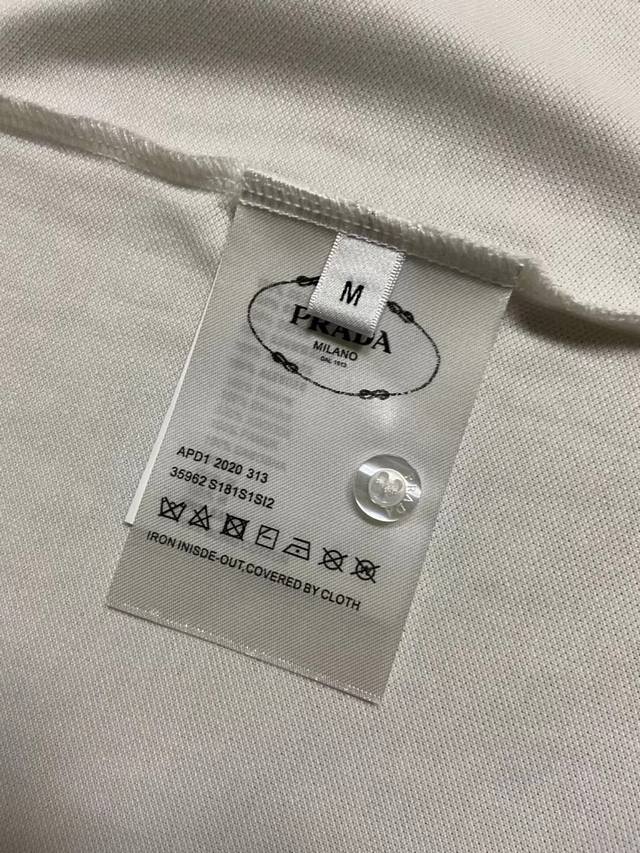 M
PRADA
MILANO
DAL 1913
APD1 2020 313
35962 S181S1SI2
IRON INISDE-OUT,COVERED BY CLOTH